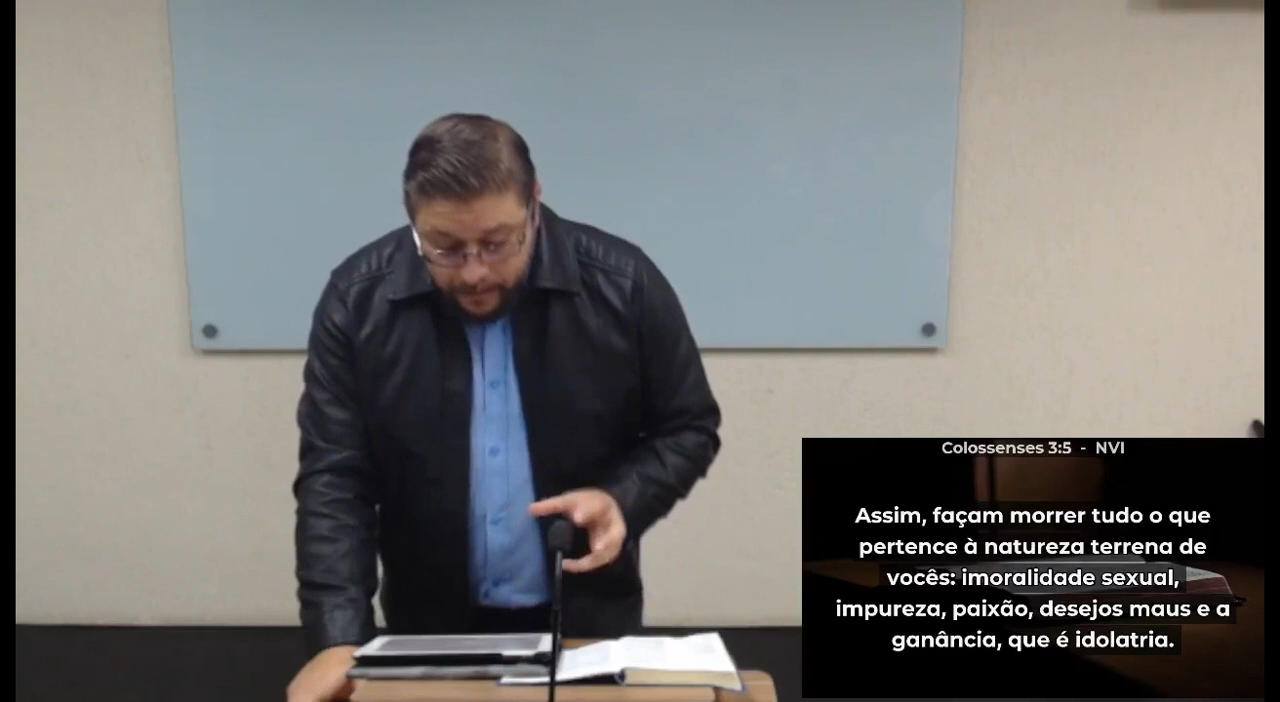 Colossenses 3:5 - NVI
Assim, façam morrer tudo o que
pertence à natureza terrena de
vocês: imoralidade sexual,
impureza, paixão, desejos maus e a
ganância, que é idolatria.